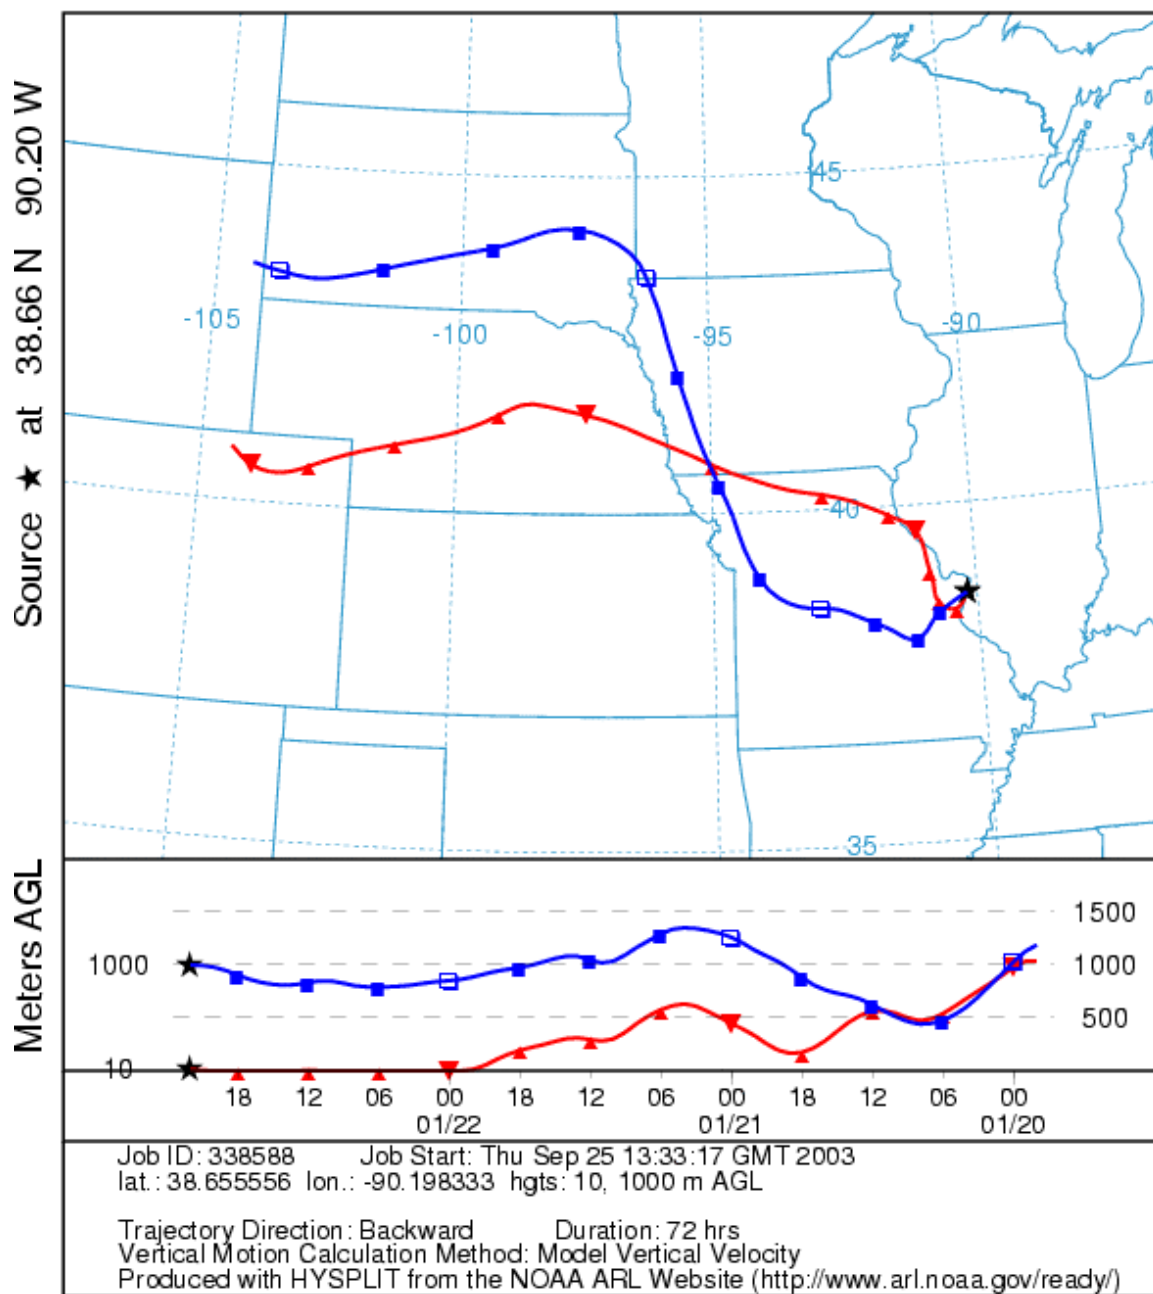 Source ★ at 38.66 N 90.20 W
45
-105
-100
-95
-90
40
35
Meters AGL
1500
1000
1000
500
10
18 12 06 00 18 12 06 00 18 12 06 00
01/22 01/21 01/20
Job ID: 338588 Job Start: Thu Sep 25 13:33:17 GMT 2003
lat.: 38.655556 lon.: -90.198333 hgts: 10, 1000 m AGL
Trajectory Direction: Backward Duration: 72 hrs
Vertical Motion Calculation Method: Model Vertical Velocity
Produced with HYSPLIT from the NOAA ARL Website (http://www.arl.noaa.gov/ready/)